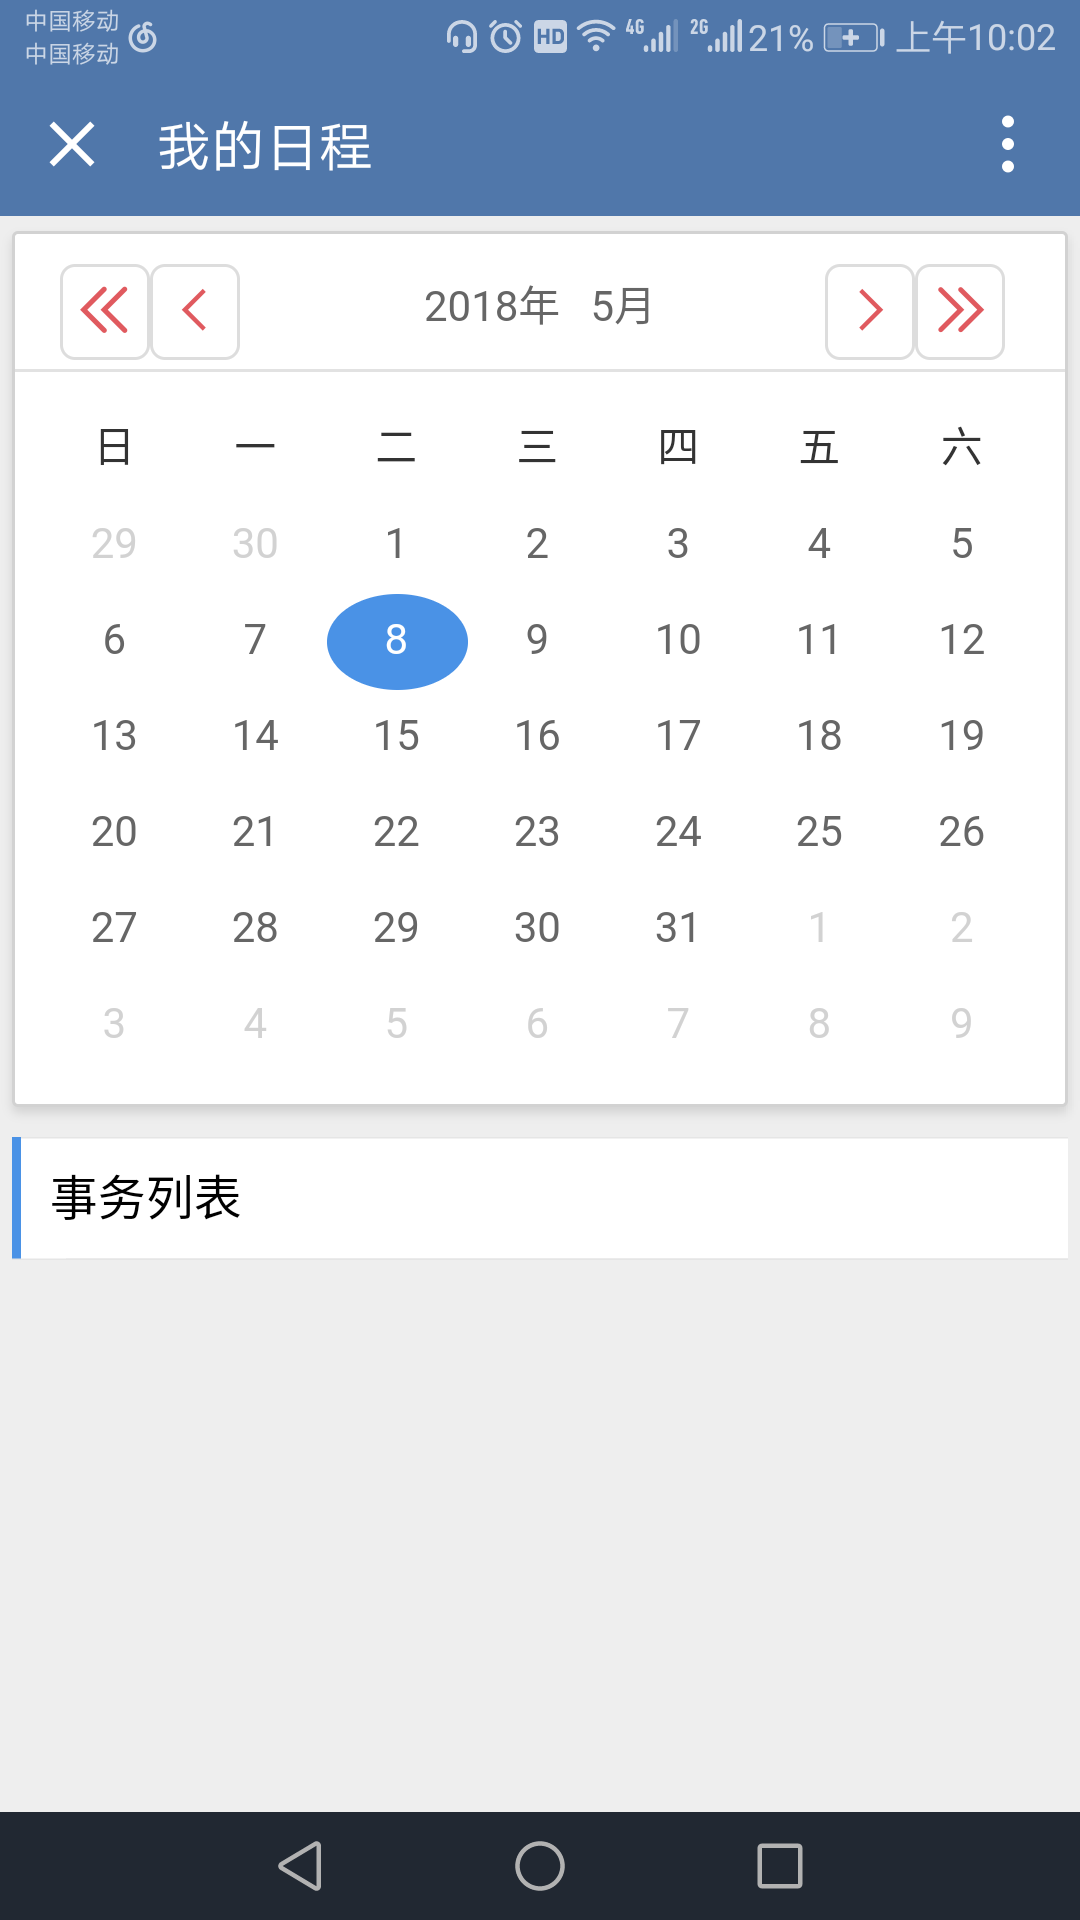 中国移动
中国移动
HD 4G 2G 21% 上午10:02
我的日程
2018年 5月
日 一 二 三 四 五 六
29 30 1 2 3 4 5
6 7 8 9 10 11 12
13 14 15 16 17 18 19
20 21 22 23 24 25 26
27 28 29 30 31 1 2
3 4 5 6 7 8 9
事务列表